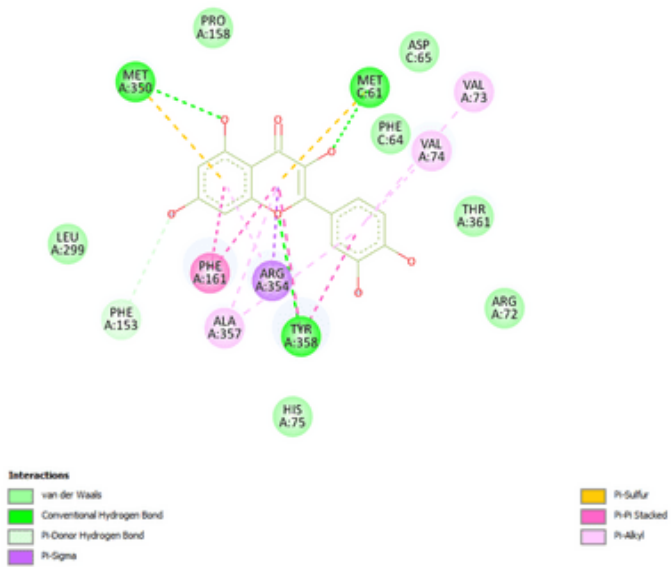 PRO
A:158
ASP
C:65
MET
A:350
MET
C:61
VAL
A:73
PHE
C:64
VAL
A:74
O
O
O
THR
A:361
O
O
LEU
A:299
PHE
A:161
ARG
A:354
O
O
ARG
A:72
PHE
A:153
ALA
A:357
TYR
A:358
HIS
A:75
Interactions
van der Waals
Conventional Hydrogen Bond
Pi-Donor Hydrogen Bond
Pi-Sigma
Pi-Sulfur
Pi-Pi Stacked
Pi-Alkyl